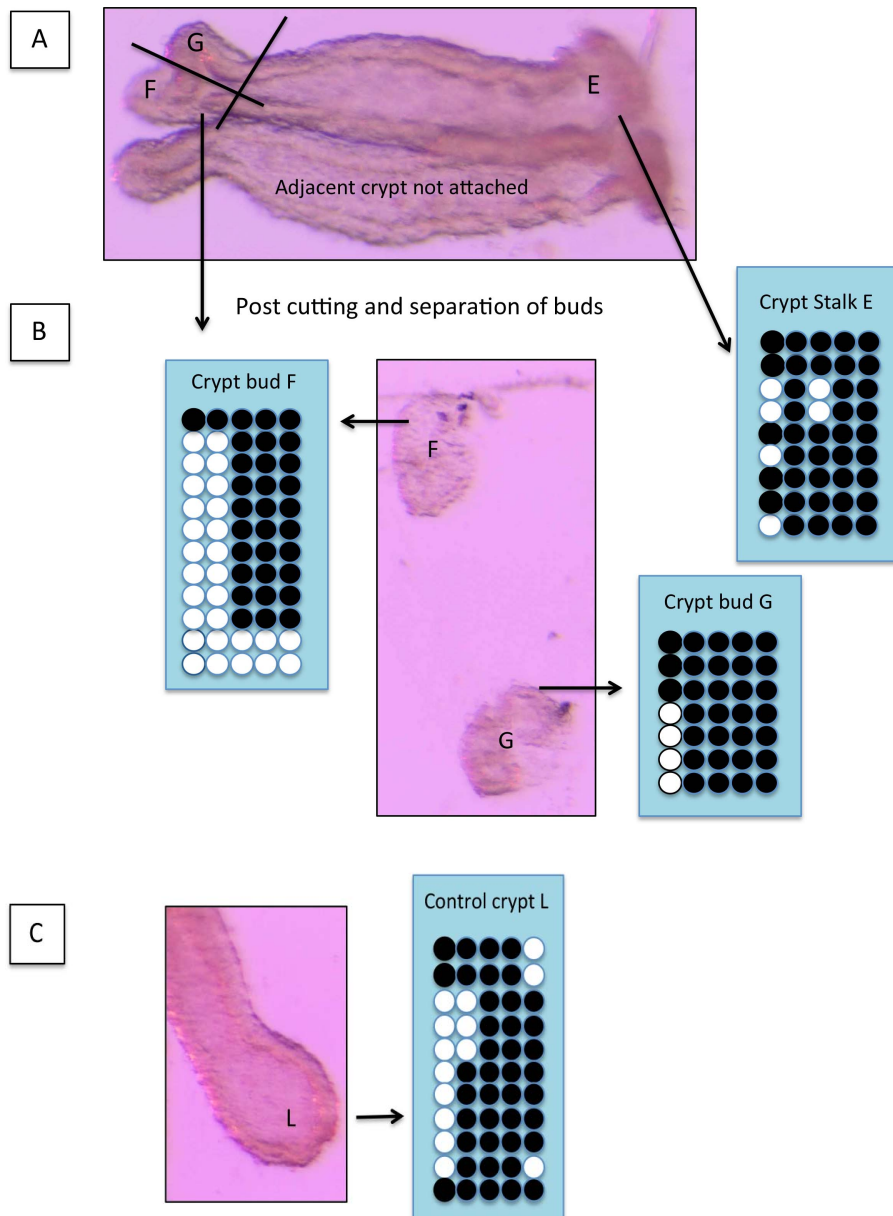 A
G
F
E
Adjacent crypt not attached
Post cutting and separation of buds
B
Crypt Stalk E
Crypt bud F
F
Crypt bud G
G
C
Control crypt L
L